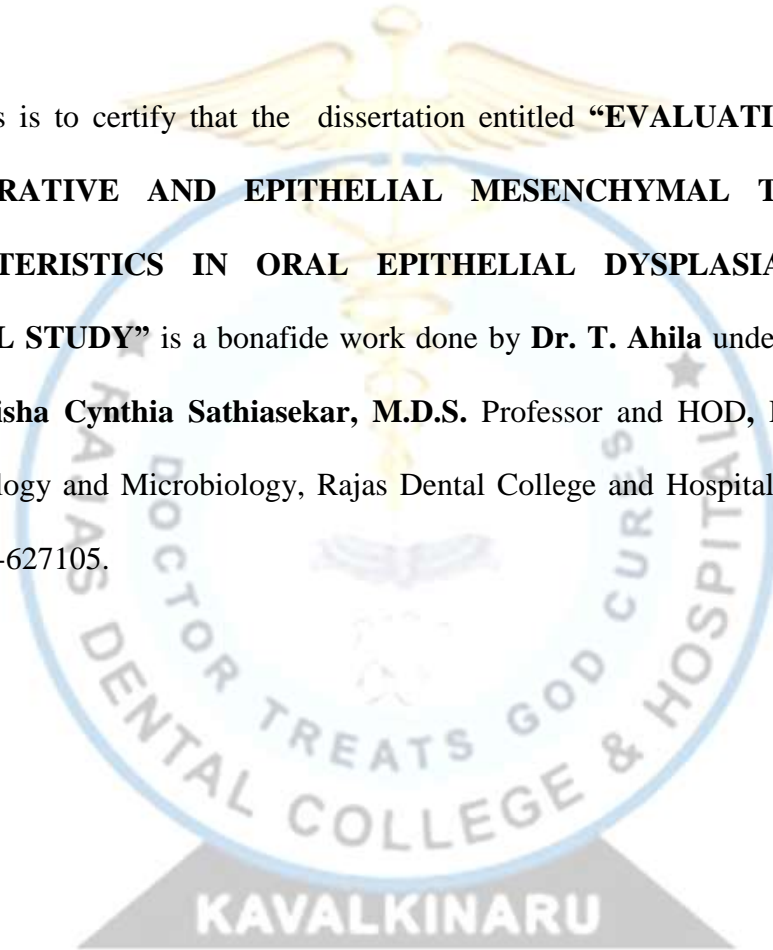 s is to certify that the dissertation entitled “EVALUATI
RATIVE AND EPITHELIAL MESENCHYMAL T
TERISTICS IN ORAL EPITHELIAL DYSPLASIA
L STUDY” is a bonafide work done by Dr. T. Ahila unde
isha Cynthia Sathiasekar, M.D.S. Professor and HOD,
logy and Microbiology, Rajas Dental College and Hospital
-627105.
RAJAS DENTAL COLLEGE & HOSPITAL
DOCTOR TREATS GOD CURES
KAVALKINARU